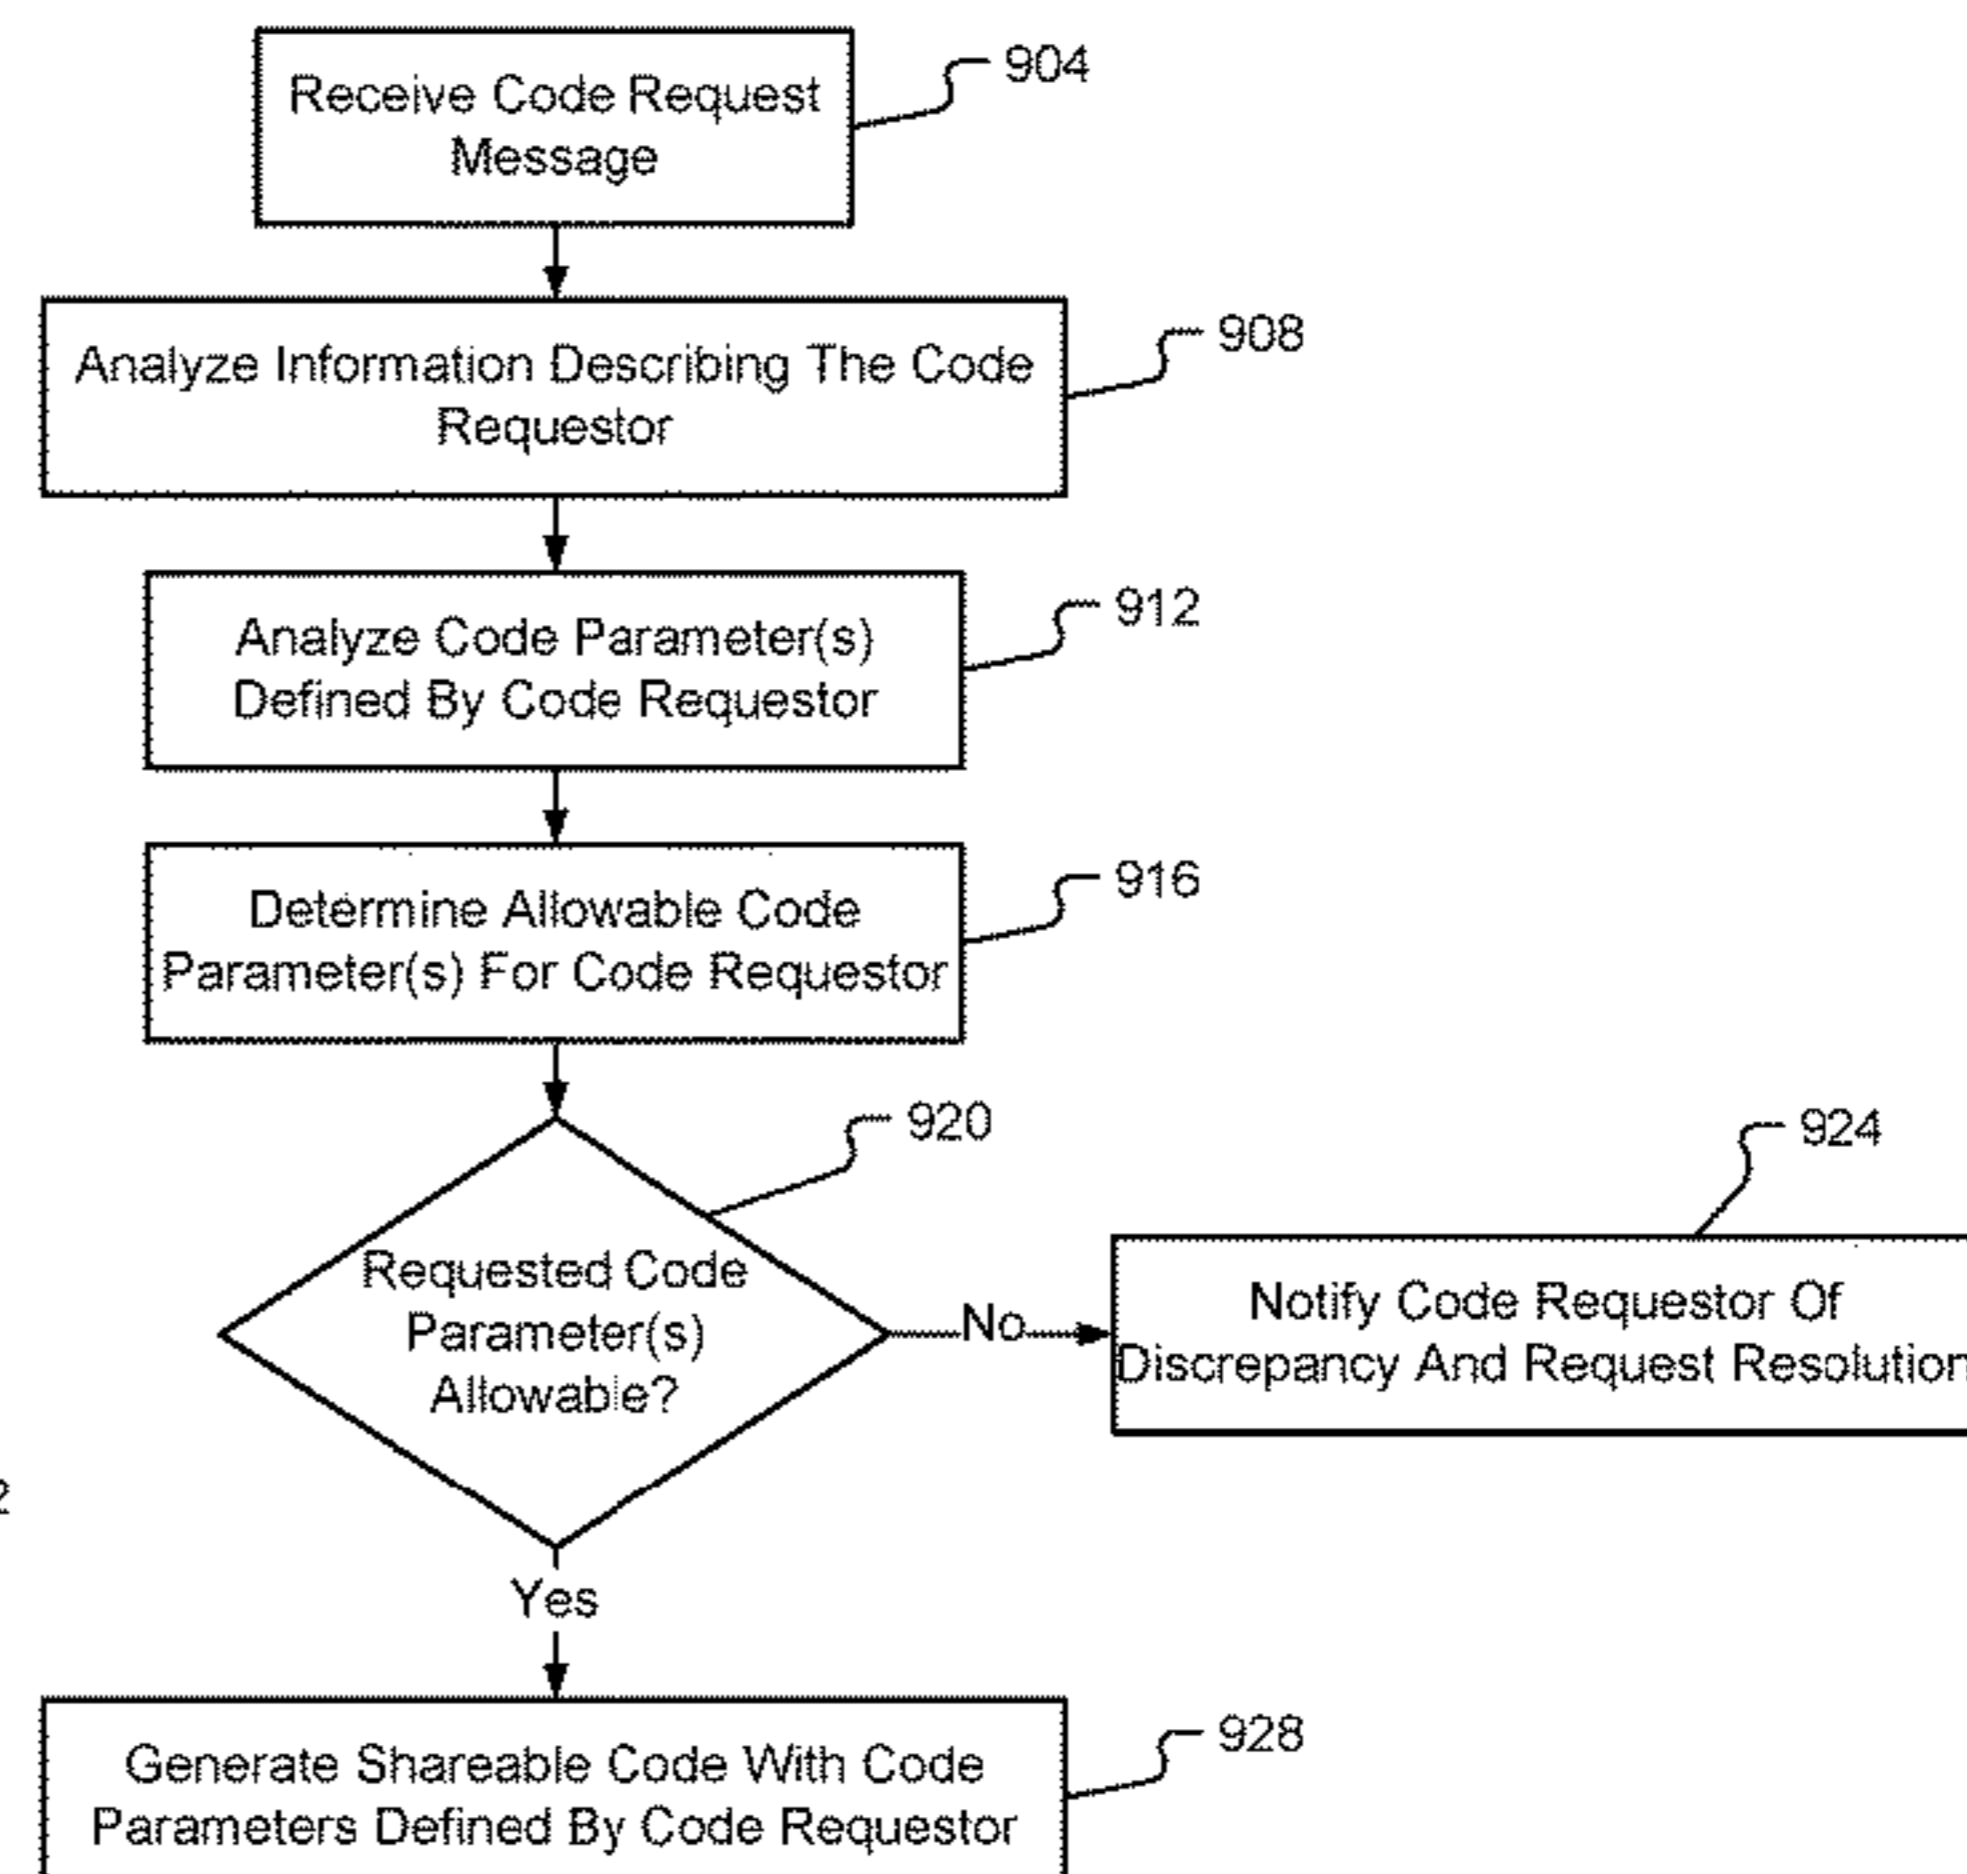 Receive Code Request
Message
904
Analyze Information Describing The Code
Requestor
908
Analyze Code Parameter(s)
Defined By Code Requestor
912
Determine Allowable Code
Parameter(s) For Code Requestor
916
920
Requested Code
Parameter(s)
Allowable?
No
924
Notify Code Requestor Of
Discrepancy And Request Resolution
2
Yes
Generate Shareable Code With Code
Parameters Defined By Code Requestor
928